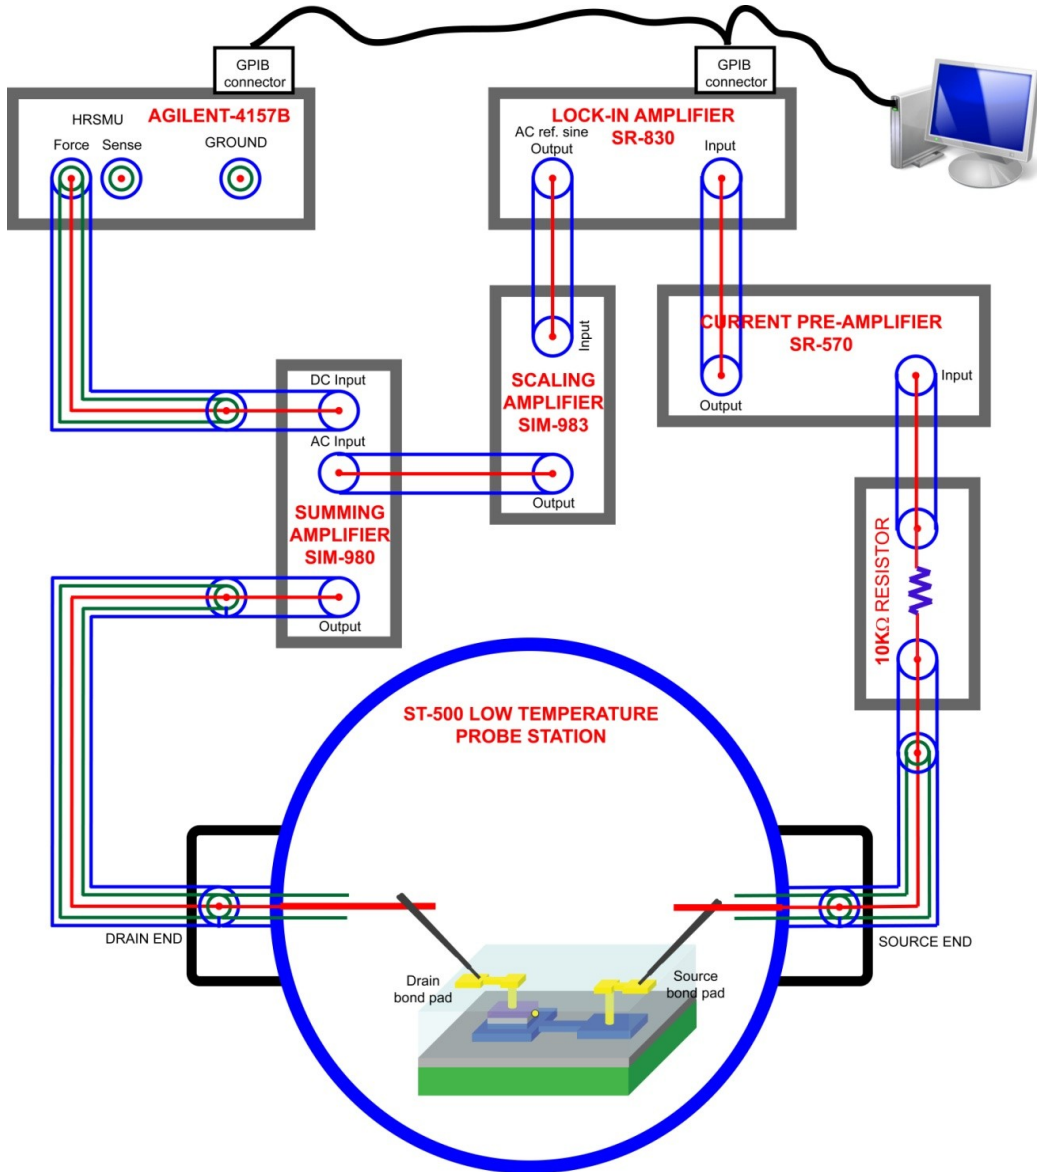 GPIB
connector
GPIB
connector
AGILENT-4157B
HRSMU
Force Sense
GROUND
LOCK-IN AMPLIFIER
SR-830
AC ref. sine
Output
Input
CURRENT PRE-AMPLIFIER
SR-570
Input
Output
Input
SCALING
AMPLIFIER
SIM-983
Output
DC Input
AC Input
SUMMING
AMPLIFIER
SIM-980
Output
10KΩ RESISTOR
ST-500 LOW TEMPERATURE
PROBE STATION
DRAIN END
SOURCE END
Drain
bond pad
Source
bond pad